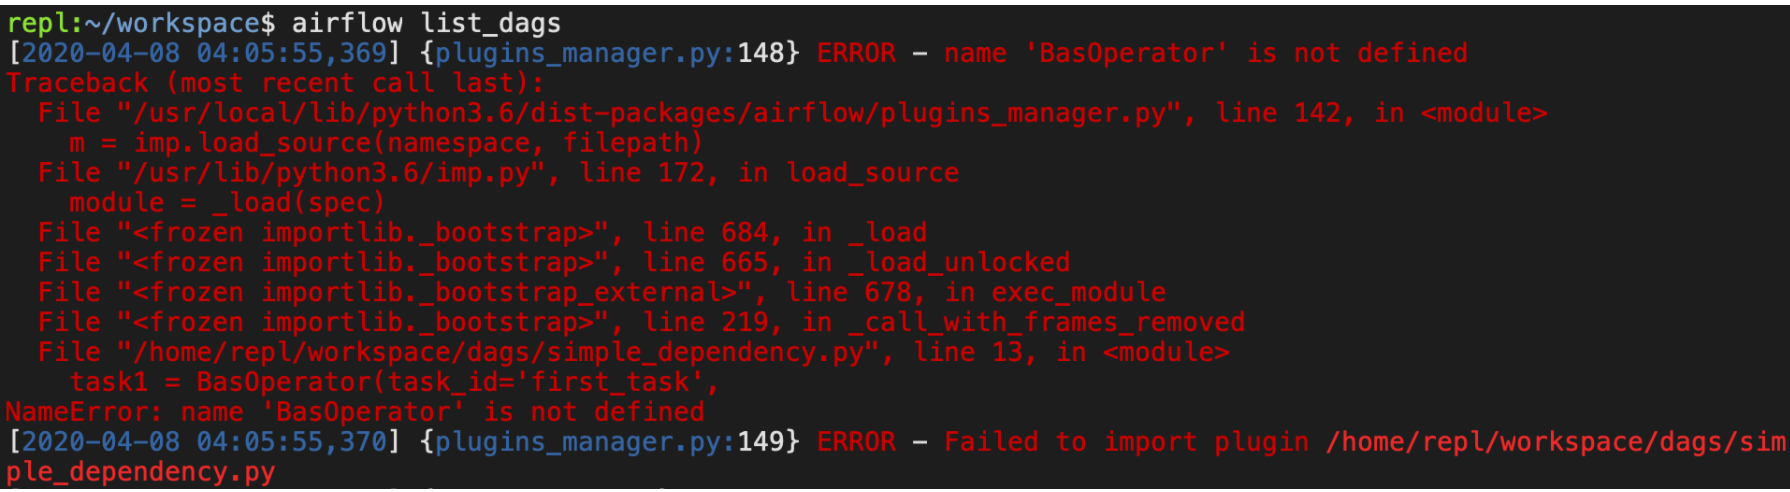 repl:~/workspace$ airflow list_dags
[2020-04-08 04:05:55,369] {plugins_manager.py:148} ERROR - name 'BasOperator' is not defined
Traceback (most recent call last):
  File "/usr/local/lib/python3.6/dist-packages/airflow/plugins_manager.py", line 142, in <module>
    m = imp.load_source(namespace, filepath)
  File "/usr/lib/python3.6/imp.py", line 172, in load_source
    module = _load(spec)
  File "<frozen importlib._bootstrap>", line 684, in _load
  File "<frozen importlib._bootstrap>", line 665, in _load_unlocked
  File "<frozen importlib._bootstrap_external>", line 678, in exec_module
  File "<frozen importlib._bootstrap>", line 219, in _call_with_frames_removed
  File "/home/repl/workspace/dags/simple_dependency.py", line 13, in <module>
    task1 = BasOperator(task_id='first_task',
NameError: name 'BasOperator' is not defined
[2020-04-08 04:05:55,370] {plugins_manager.py:149} ERROR - Failed to import plugin /home/repl/workspace/dags/sim
ple_dependency.py